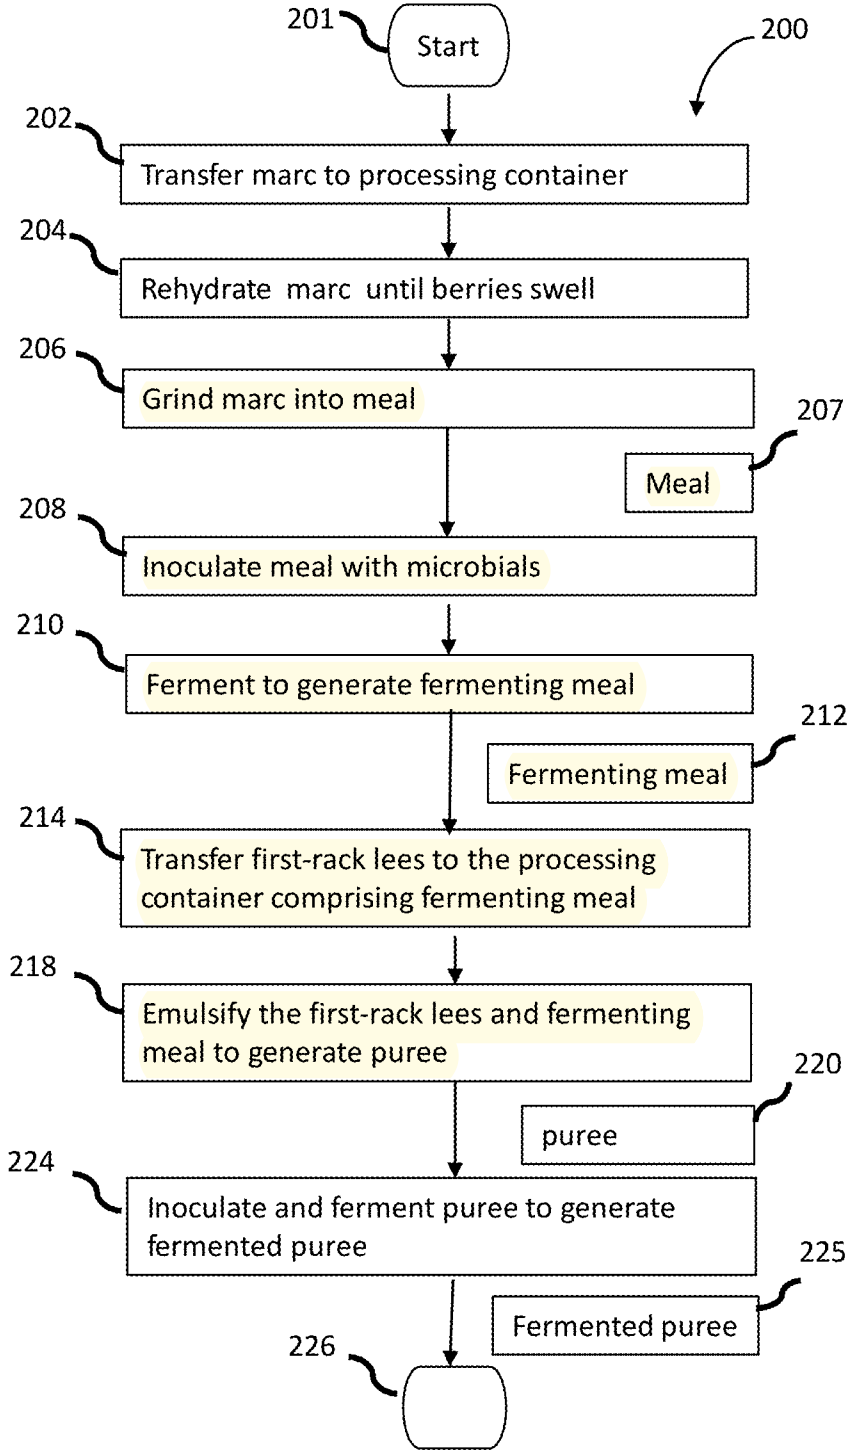 201
Start
200
202
Transfer marc to processing container
204
Rehydrate marc until berries swell
206
Grind marc into meal
207
Meal
208
Inoculate meal with microbials
210
Ferment to generate fermenting meal
212
Fermenting meal
214
Transfer first-rack lees to the processing
container comprising fermenting meal
218
Emulsify the first-rack lees and fermenting
meal to generate puree
220
puree
224
Inoculate and ferment puree to generate
fermented puree
225
Fermented puree
226